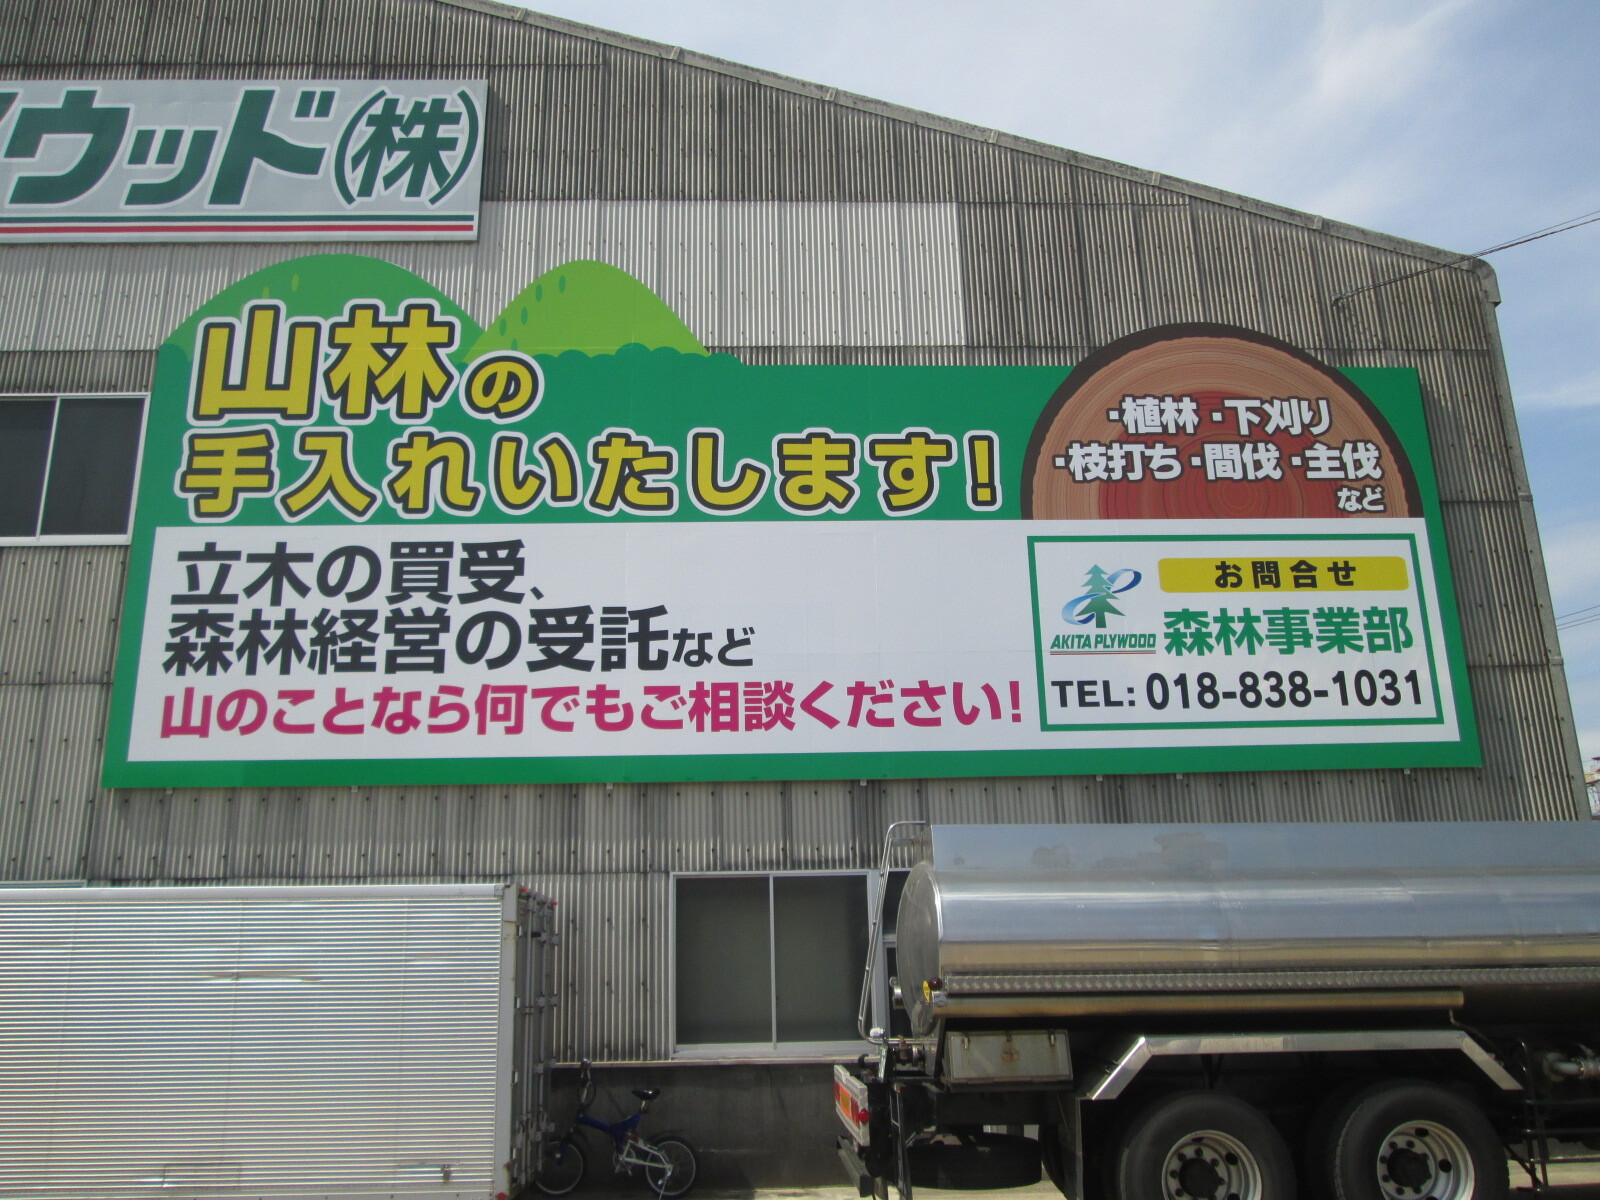 ウッド(株)
山林の
手入れいたします!
・植林・下刈り
・枝打ち・間伐・主伐
など
立木の買受、
森林経営の受託など
山のことなら何でもご相談ください!
お問合せ
AKITA PLYWOOD
森林事業部
TEL: 018-838-1031